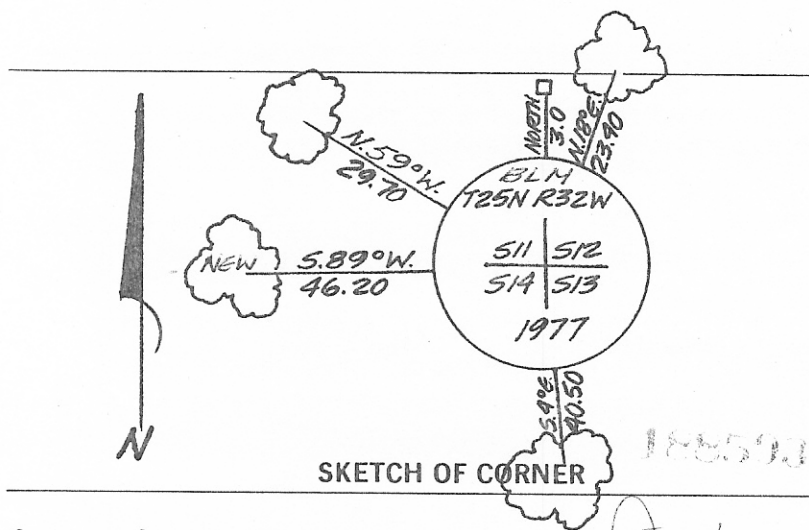 N.18°E.
23.90
NORTH
3.0
N.59°W.
29.70
BLM
T25N R32W
S11 S12
S14 S13
1977
NEW
S.89°W.
46.20
S.4°E.
40.50
N
SKETCH OF CORNER